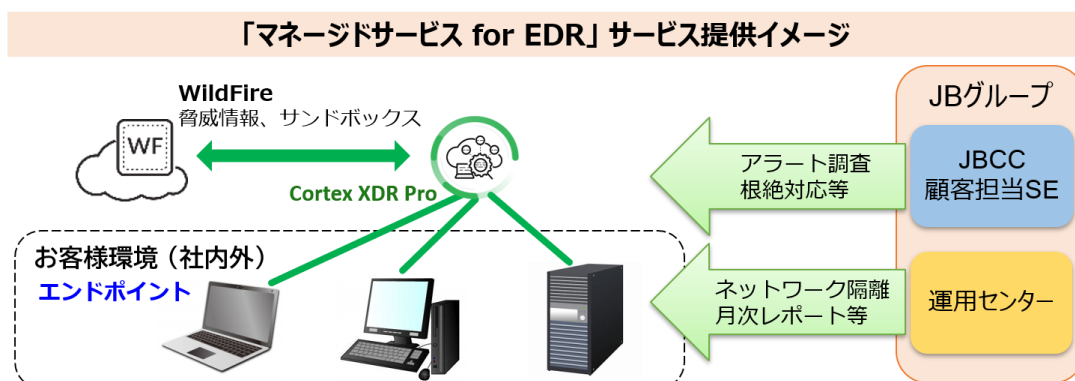 「マネージドサービス for EDR」 サービス提供イメージ
WildFire
脅威情報、サンドボックス
WF
Cortex XDR Pro
お客様環境（社内外）
エンドポイント
アラート調査
根絶対応等
ネットワーク隔離
月次レポート等
JBグループ
JBCC
顧客担当SE
運用センター